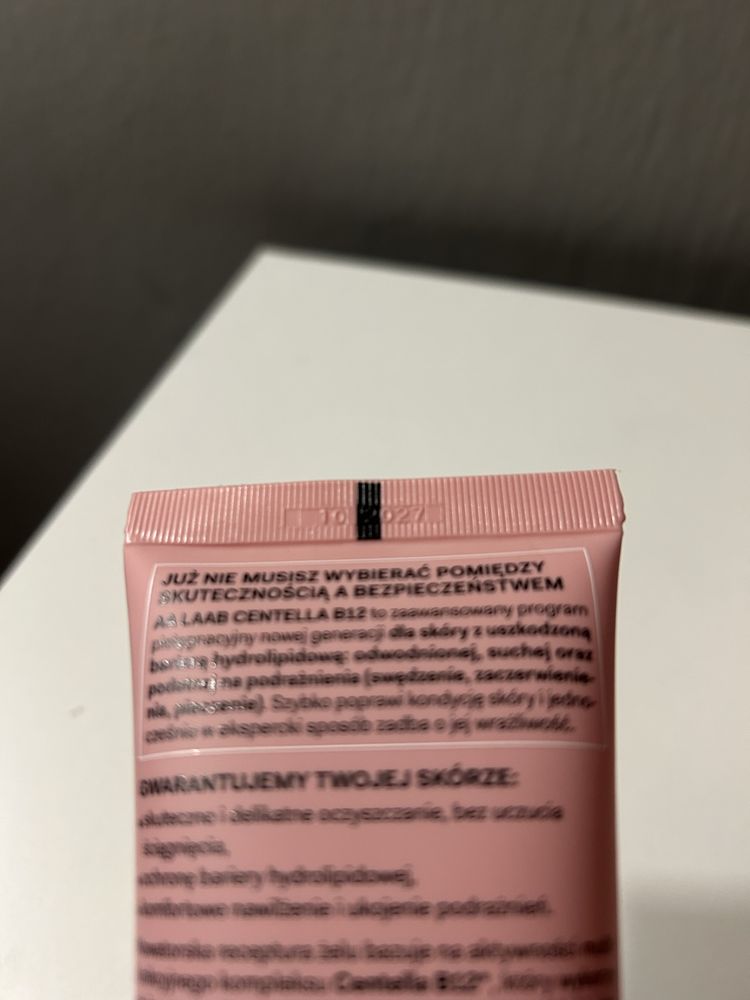 10 2027
JUŻ NIE MUSISZ WYBIERAĆ POMIĘDZY
SKUTECZNOŚCIĄ A BEZPIECZEŃSTWEM
AA LAAB CENTELLA B12 to zaawansowany program
pielęgnacyjny nowej generacji dla skóry z uszkodzoną
barierą hydrolipidową: odwodnionej, suchej oraz
podatnej na podrażnienia (swędzenie, zaczerwienie-
nie, pieczenie). Szybko poprawi kondycję skóry i jedno-
cześnie w ekspercki sposób zadba o jej wrażliwość.
GWARANTUJEMY TWOJEJ SKÓRZE:
skuteczne i delikatne oczyszczanie, bez uczucia
ściągnięcia,
ochronę bariery hydrolipidowej,
komfortowe nawilżenie i ukojenie podrażnień.
receptura żelu bazuje na aktywności
kompleksu Centella B12*, który